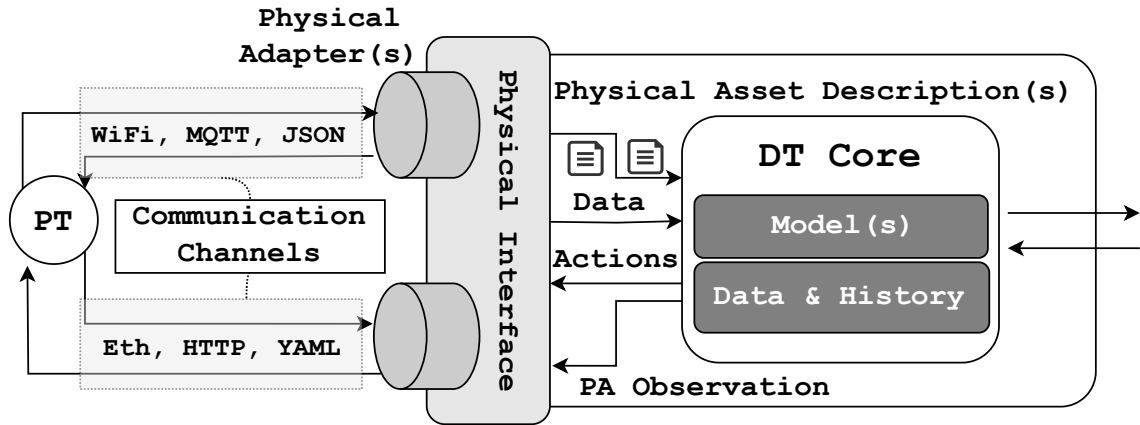 Physical
Adapter(s)
Physical Asset Description(s)
WiFi, MQTT, JSON
Physical Interface
DT Core
PT
Communication
Channels
Data
Model(s)
Actions
Data & History
Eth, HTTP, YAML
PA Observation